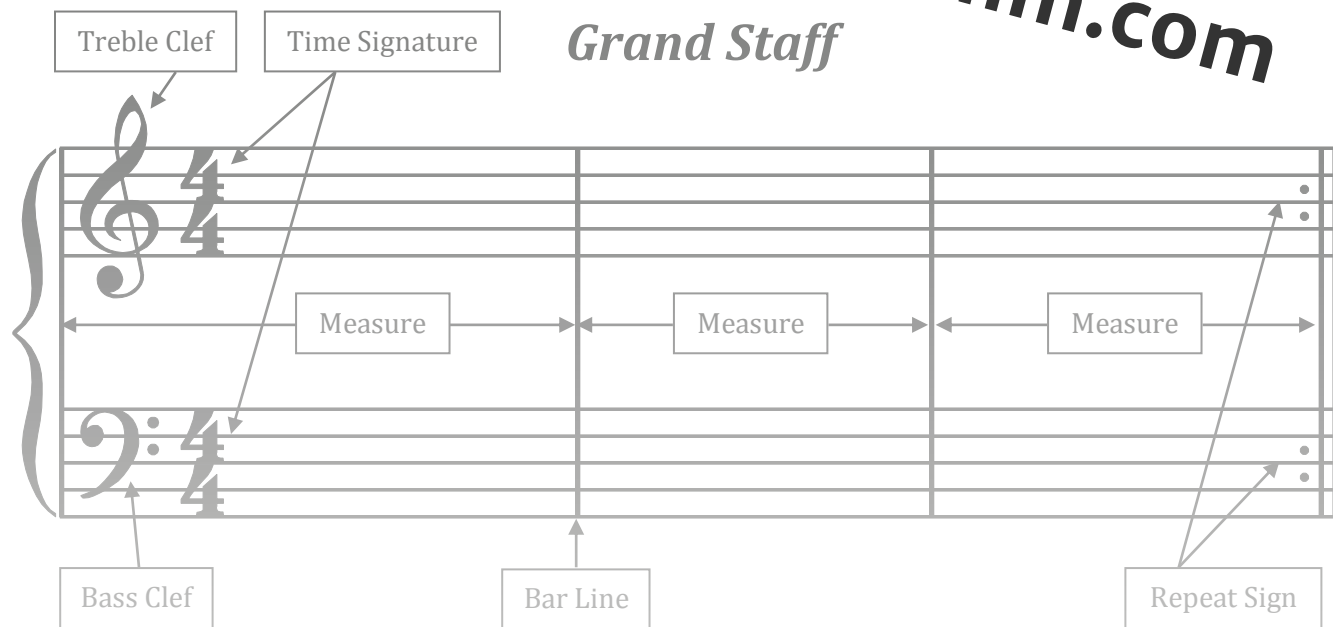 .com
Treble Clef
Time Signature
Grand Staff
4
4
Measure
Measure
Measure
4
4
Bass Clef
Bar Line
Repeat Sign